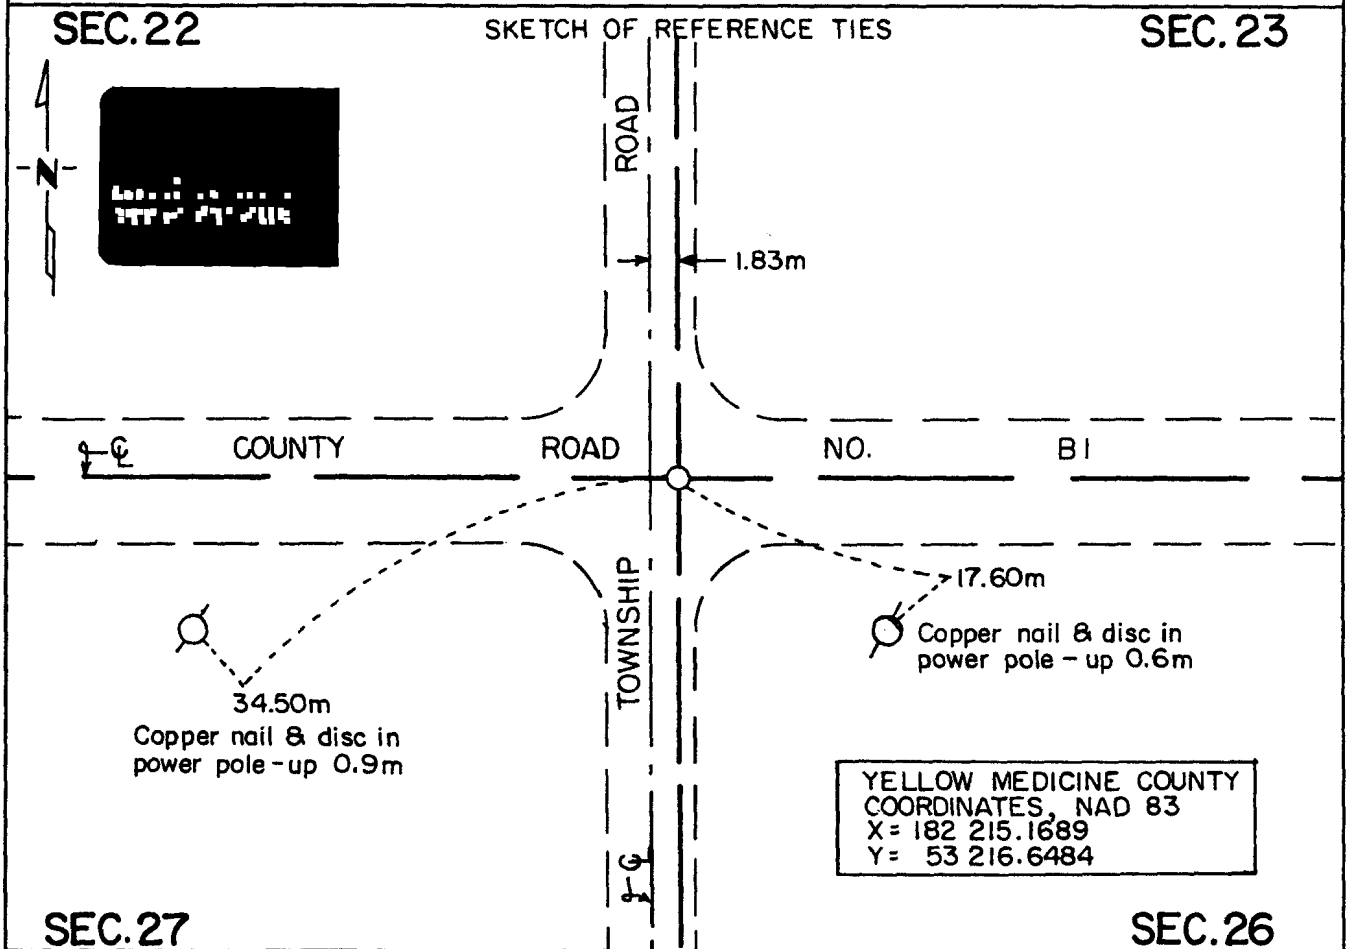 SEC. 22
SKETCH OF REFERENCE TIES
SEC. 23
N
ROAD
1.83m
COUNTY ROAD NO. B1
17.60m
Copper nail & disc in
power pole - up 0.6m
TOWNSHIP
34.50m
Copper nail & disc in
power pole - up 0.9m
YELLOW MEDICINE COUNTY
COORDINATES, NAD 83
X = 182 215.1689
Y = 53 216.6484
SEC. 27
SEC. 26